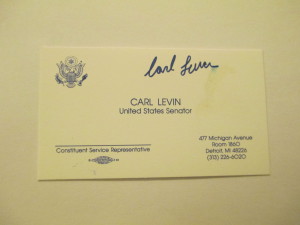 Carl Levin
CARL LEVIN
United States Senator
477 Michigan Avenue
Room 1860
Detroit, MI 48226
(313) 226-6020
Constituent Service Representative